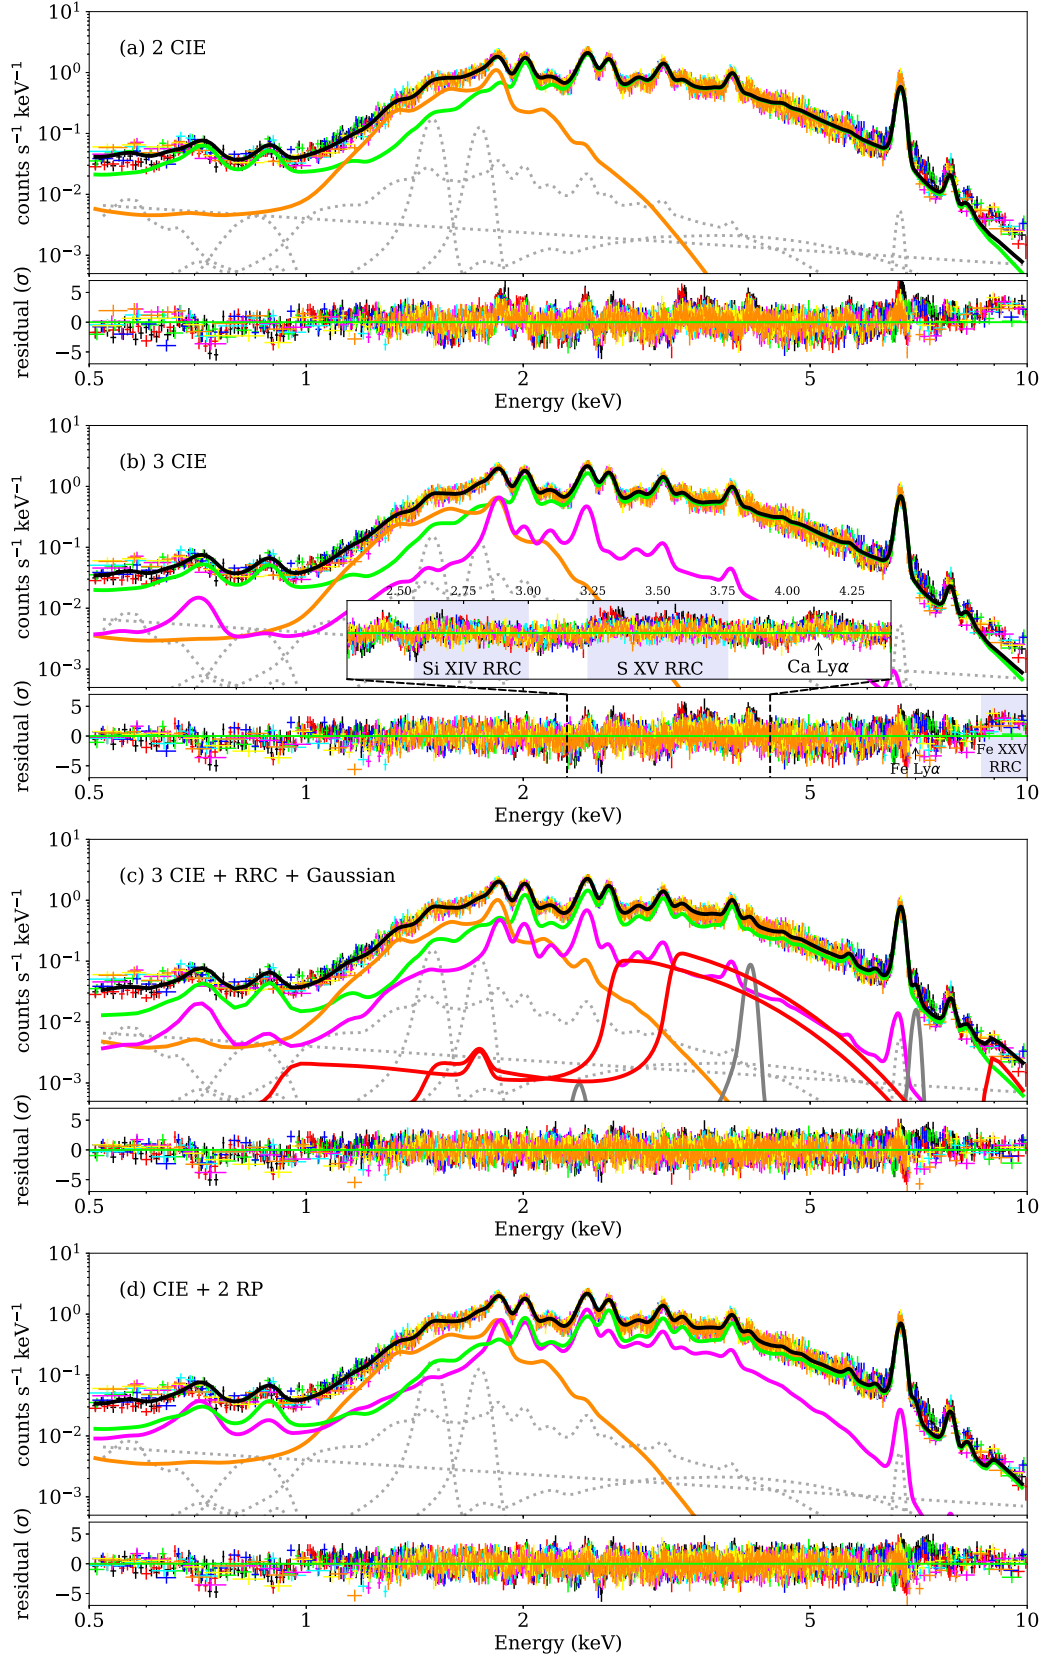 (a) 2 CIE
counts s⁻¹ keV⁻¹
10¹
10⁰
10⁻¹
10⁻²
10⁻³
residual (σ)
5
0
−5
0.5 1 2 5 10
Energy (keV)
(b) 3 CIE
counts s⁻¹ keV⁻¹
10¹
10⁰
10⁻¹
10⁻²
10⁻³
2.50 2.75 3.00 3.25 3.50 3.75 4.00 4.25
Si XIV RRC S XV RRC Ca Lyα
residual (σ)
5
0
−5
Fe Lyα
Fe XXV
RRC
0.5 1 2 5 10
Energy (keV)
(c) 3 CIE + RRC + Gaussian
counts s⁻¹ keV⁻¹
10¹
10⁰
10⁻¹
10⁻²
10⁻³
residual (σ)
5
0
−5
0.5 1 2 5 10
Energy (keV)
(d) CIE + 2 RP
counts s⁻¹ keV⁻¹
10¹
10⁰
10⁻¹
10⁻²
10⁻³
residual (σ)
5
0
−5
0.5 1 2 5 10
Energy (keV)